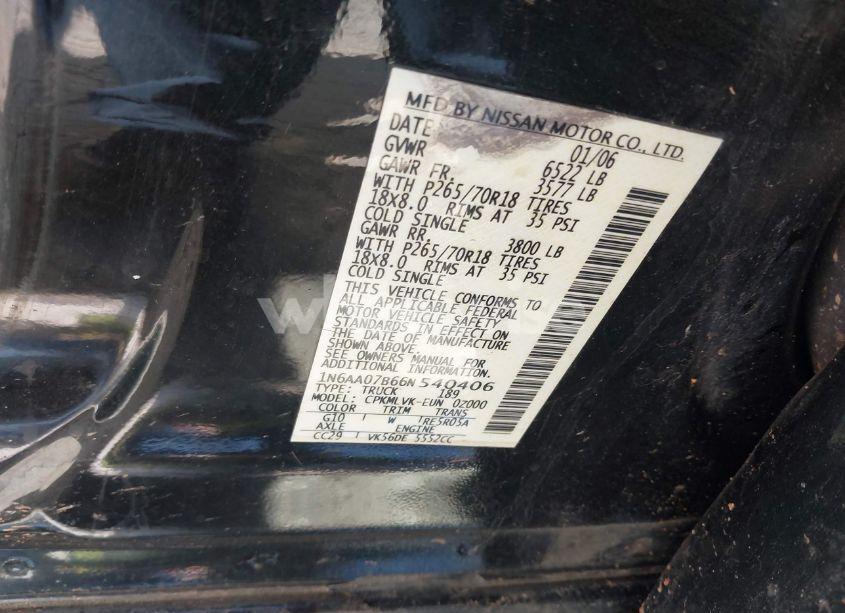 MFD BY NISSAN MOTOR CO., LTD.
DATE 01/06
GVWR 6522 LB
GAWR FR. 3577 LB
WITH P265/70R18 TIRES
18X8.0 RIMS AT 35 PSI
COLD SINGLE
GAWR RR. 3800 LB
WITH P265/70R18 TIRES
18X8.0 RIMS AT 35 PSI
COLD SINGLE
THIS VEHICLE CONFORMS TO
ALL APPLICABLE FEDERAL
MOTOR VEHICLE SAFETY
STANDARDS IN EFFECT ON
THE DATE OF MANUFACTURE
SHOWN ABOVE.
SEE OWNERS MANUAL FOR
ADDITIONAL INFORMATION.
1N6AA07B66N540406
TYPE: TRUCK 189
MODEL: CPKMLVK-EUN 02000
COLOR TRIM TRANS
G10 W RE5R05A
AXLE ENGINE
CC29 VK56DE 5552CC